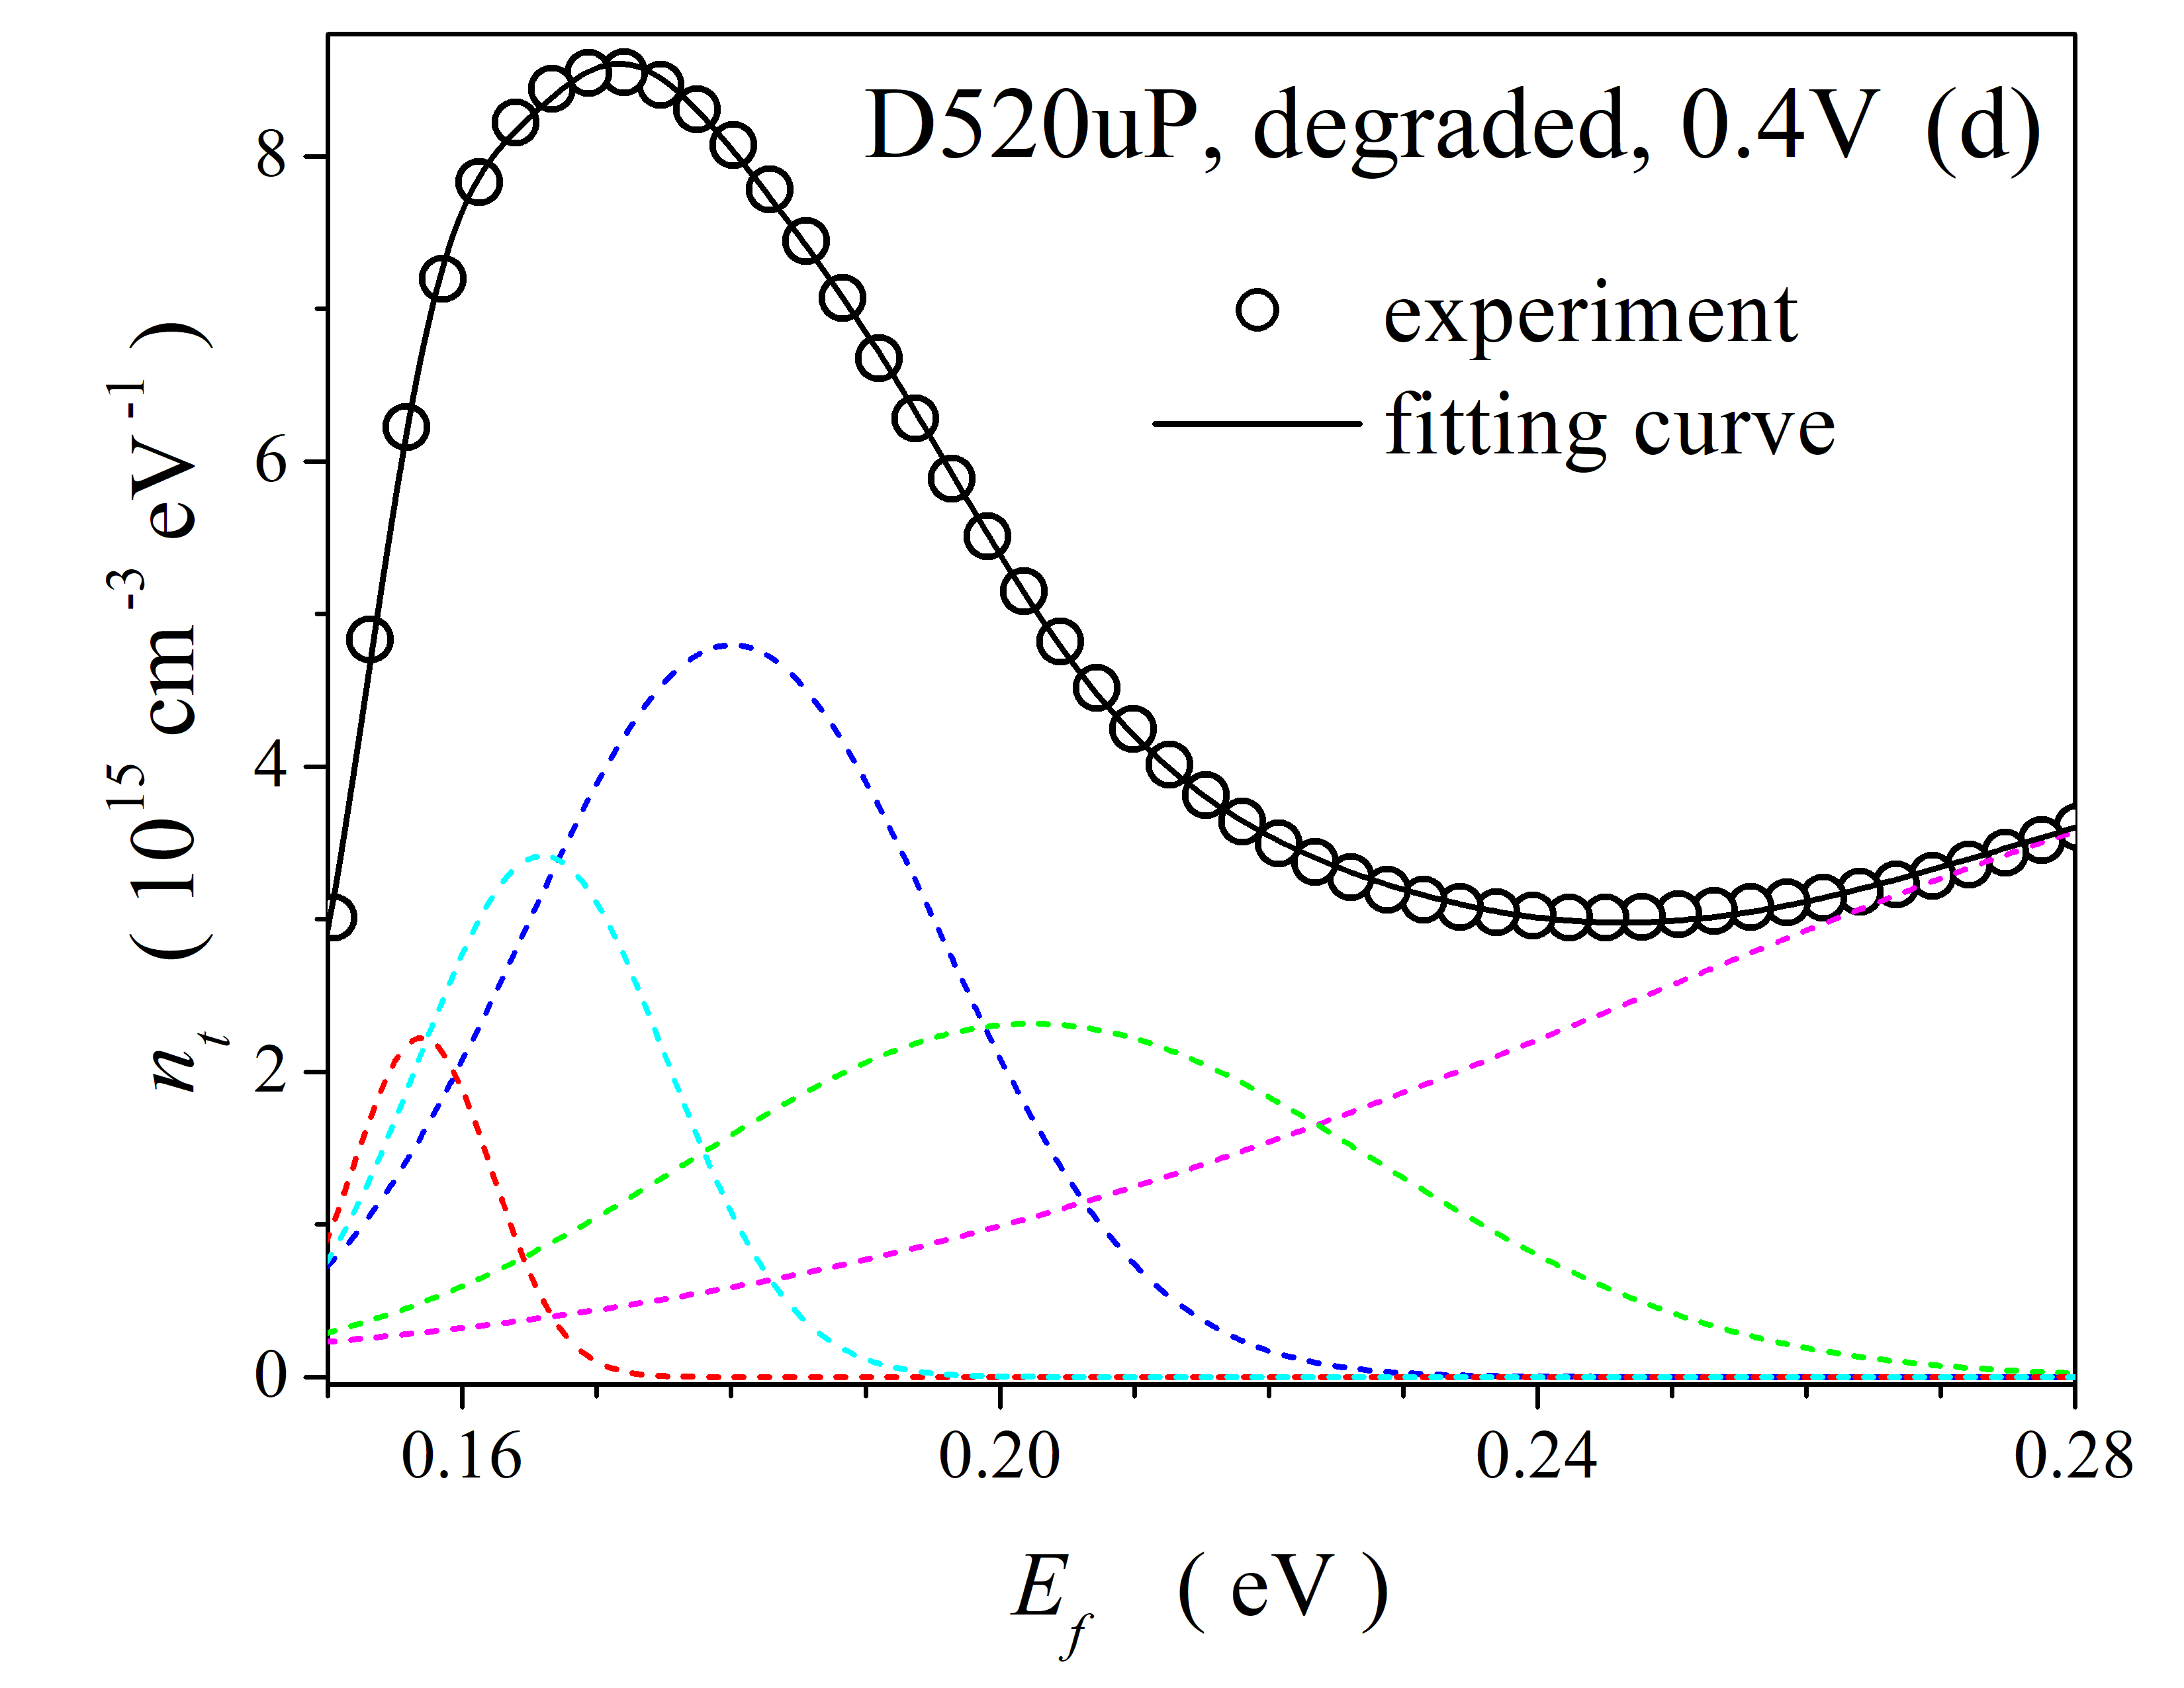 D520uP, degraded, 0.4V (d)
experiment
fitting curve
n_t ( 10^15 cm^-3 eV^-1 )
8
6
4
2
0
0.16 0.20 0.24 0.28
E_f ( eV )